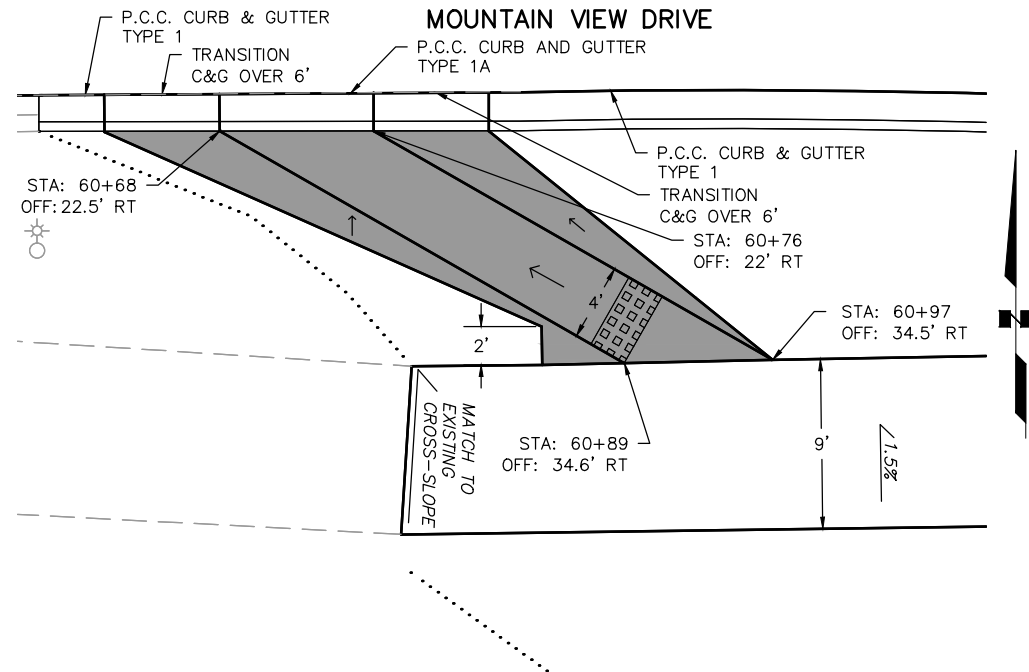 MOUNTAIN VIEW DRIVE
P.C.C. CURB & GUTTER
TYPE 1
TRANSITION
C&G OVER 6'
P.C.C. CURB AND GUTTER
TYPE 1A
P.C.C. CURB & GUTTER
TYPE 1
TRANSITION
C&G OVER 6'
STA: 60+68
OFF: 22.5' RT
STA: 60+76
OFF: 22' RT
4'
STA: 60+97
OFF: 34.5' RT
N
2'
MATCH TO
EXISTING
CROSS-SLOPE
STA: 60+89
OFF: 34.6' RT
9'
1.5%